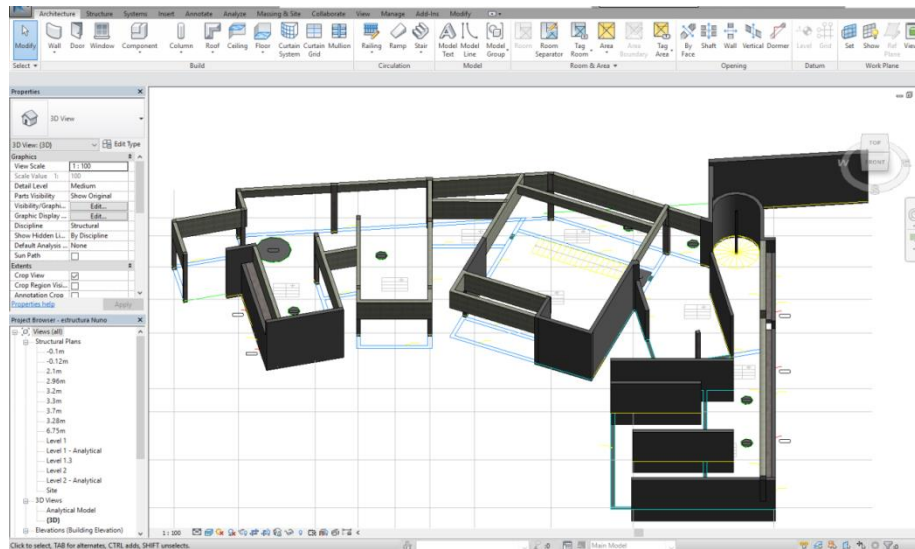 Architecture Structure Systems Insert Annotate Analyze Massing & Site Collaborate View Manage Add-Ins Modify
Modify Wall Door Window Component Column Roof Ceiling Floor Curtain System Curtain Grid Mullion Railing Ramp Stair Model Text Model Line Model Group Room Room Separator Tag Room Area Area Boundary Tag Area By Face Shaft Wall Vertical Dormer Level Grid Set Show Ref Plane
Select Build Circulation Model Room & Area Opening Datum Work Plane
Properties
3D View
3D View: {3D} Edit Type
Graphics
View Scale 1 : 100
Scale Value 1: 100
Detail Level Medium
Parts Visibility Show Original
Visibility/Graphi... Edit...
Graphic Display ... Edit...
Discipline Structural
Show Hidden Li... By Discipline
Default Analysis ... None
Sun Path
Extents
Crop View
Crop Region Visi...
Annotation Crop
Properties help Apply
Project Browser - estructura Nuno
Views (all)
Structural Plans
-0.1m
-0.12m
2.1m
2.96m
3.2m
3.3m
3.7m
3.28m
6.75m
Level 1
Level 1 - Analytical
Level 1.3
Level 2
Level 2 - Analytical
Site
3D Views
Analytical Model
{3D}
Elevations (Building Elevation)
TOP
W FRONT
S
1 : 100
Click to select, TAB for alternates, CTRL adds, SHIFT unselects. :0 Main Model